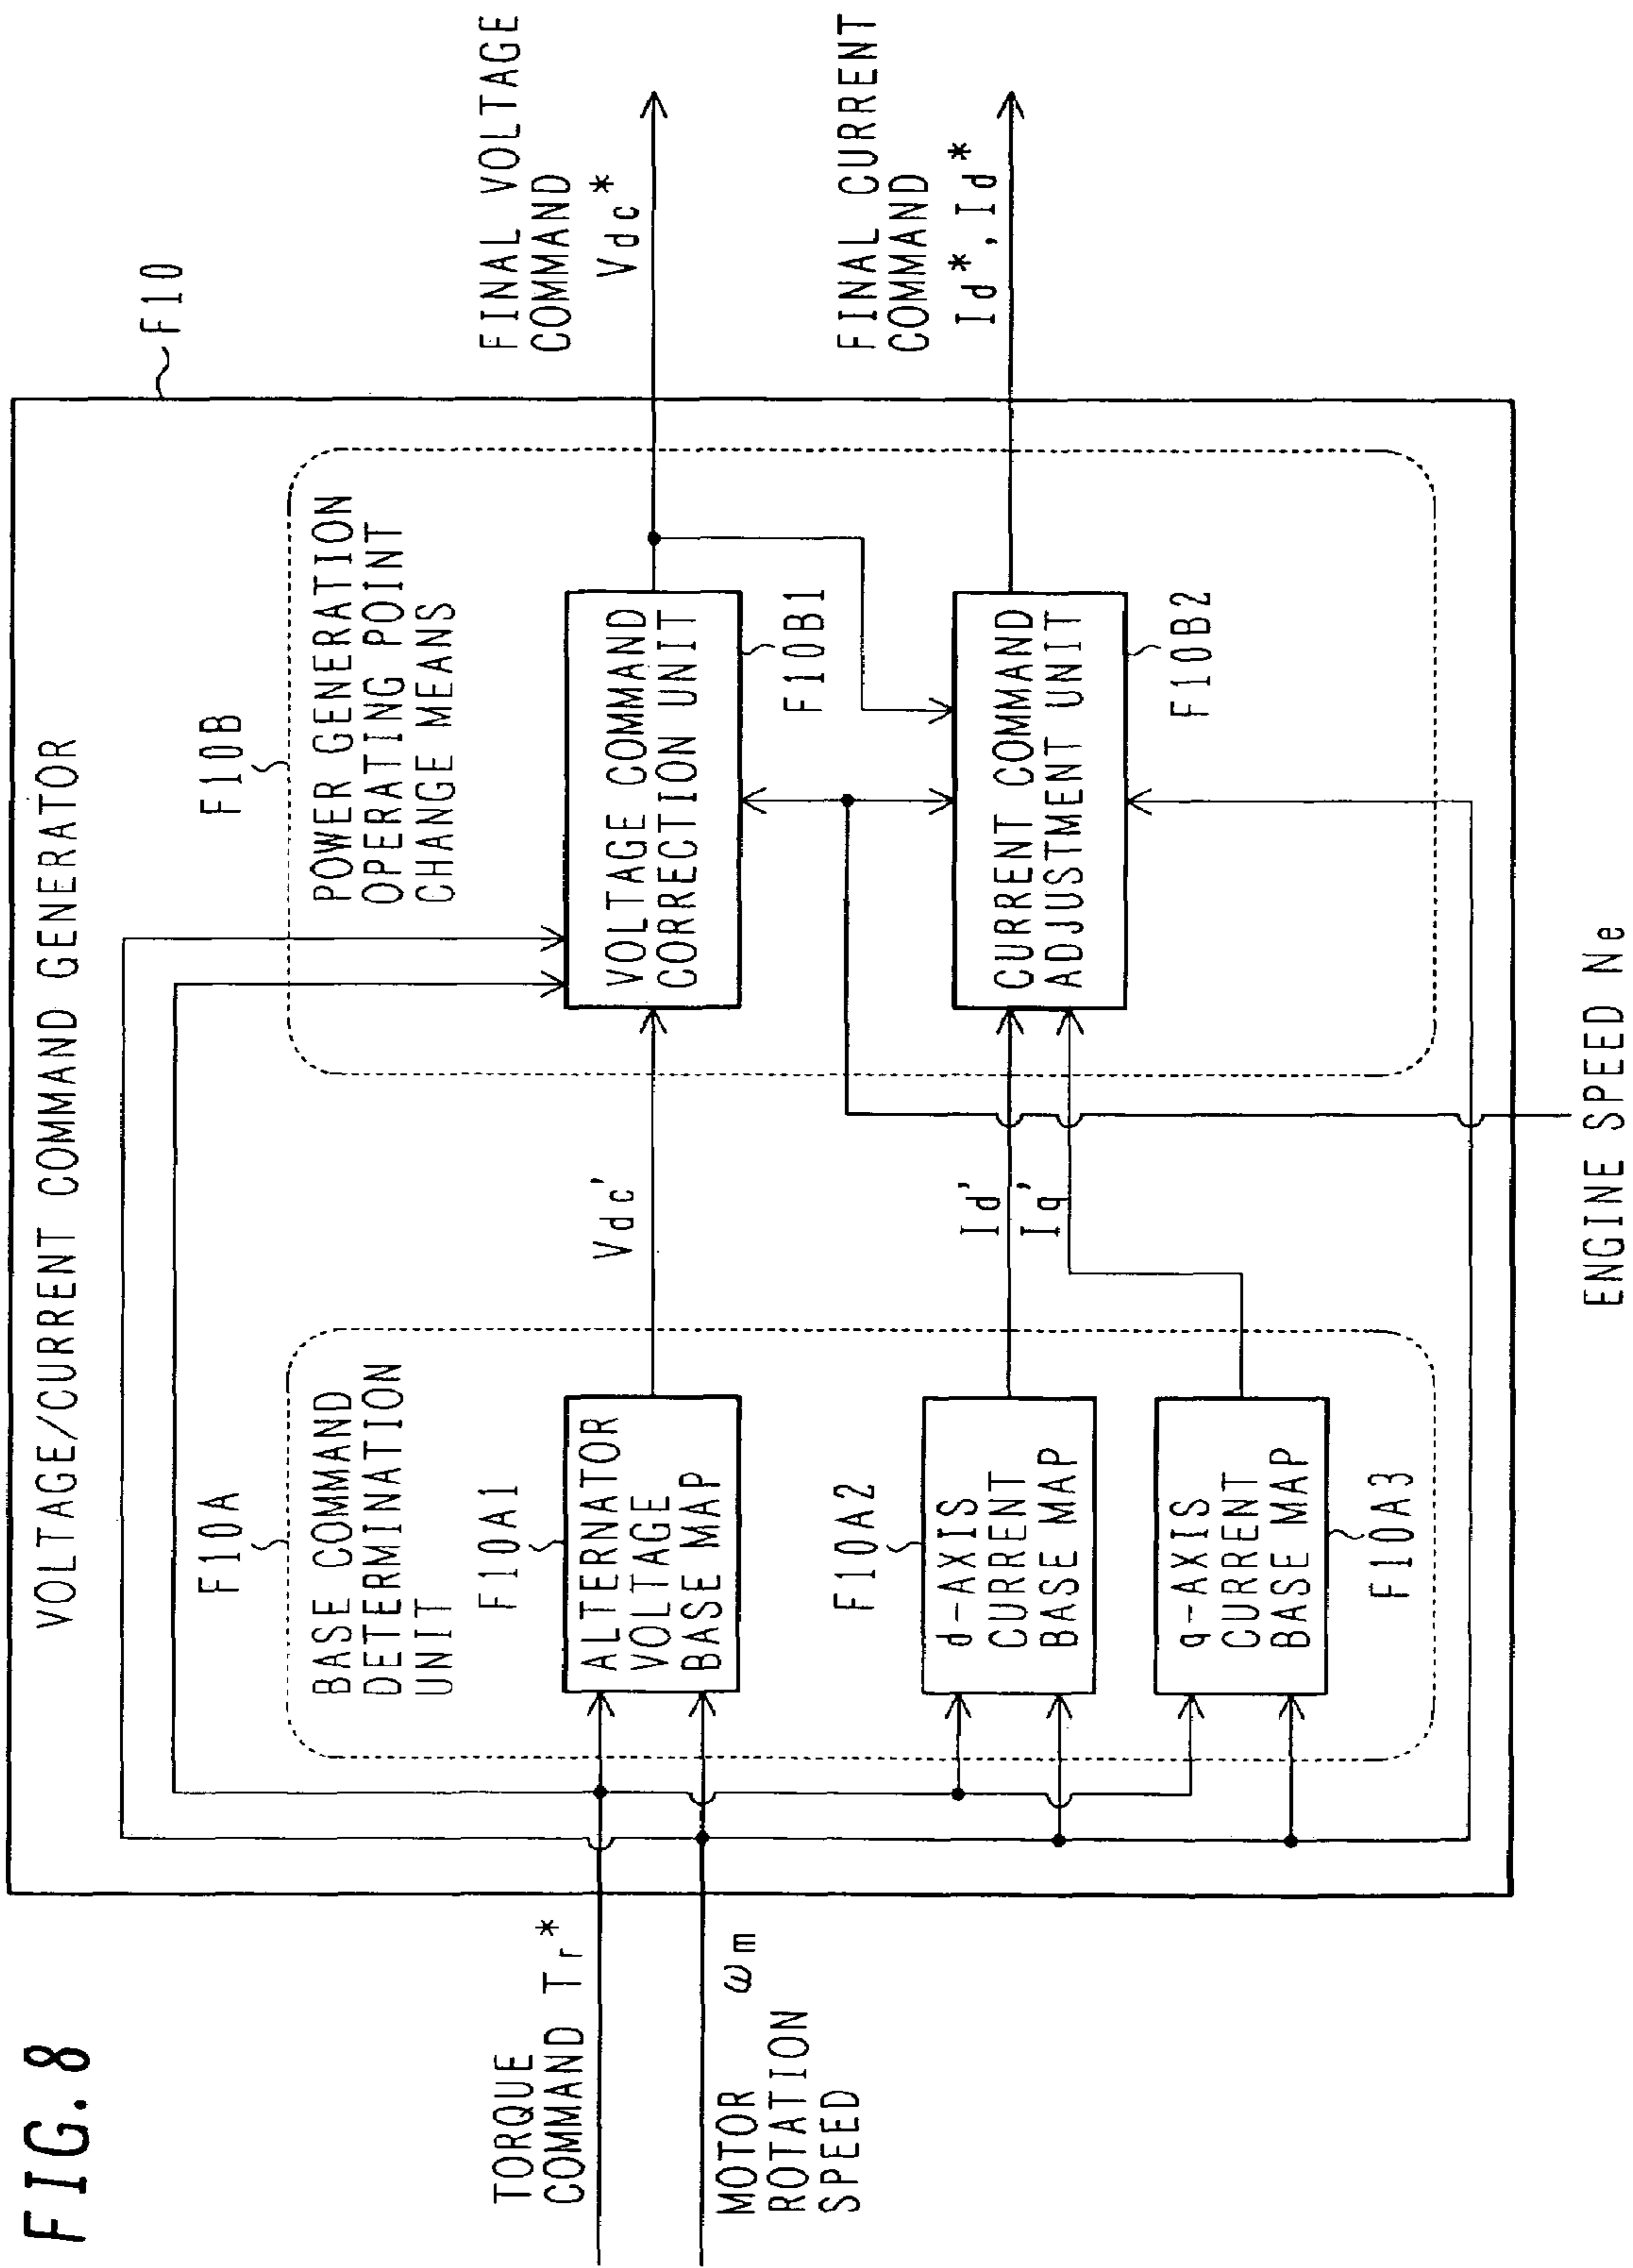 FIG. 8
VOLTAGE/CURRENT COMMAND GENERATOR
F10
TORQUE
COMMAND Tr*
MOTOR
ROTATION
SPEED
ωm
F10A
BASE COMMAND
DETERMINATION
UNIT
F10A1
ALTERNATOR
VOLTAGE
BASE MAP
F10A2
d-AXIS
CURRENT
BASE MAP
q-AXIS
CURRENT
BASE MAP
F10A3
Vdc'
Id'
Iq'
F10B
POWER GENERATION
OPERATING POINT
CHANGE MEANS
VOLTAGE COMMAND
CORRECTION UNIT
F10B1
CURRENT COMMAND
ADJUSTMENT UNIT
F10B2
FINAL VOLTAGE
COMMAND
Vdc*
FINAL CURRENT
COMMAND
Id*, Id*
ENGINE SPEED Ne